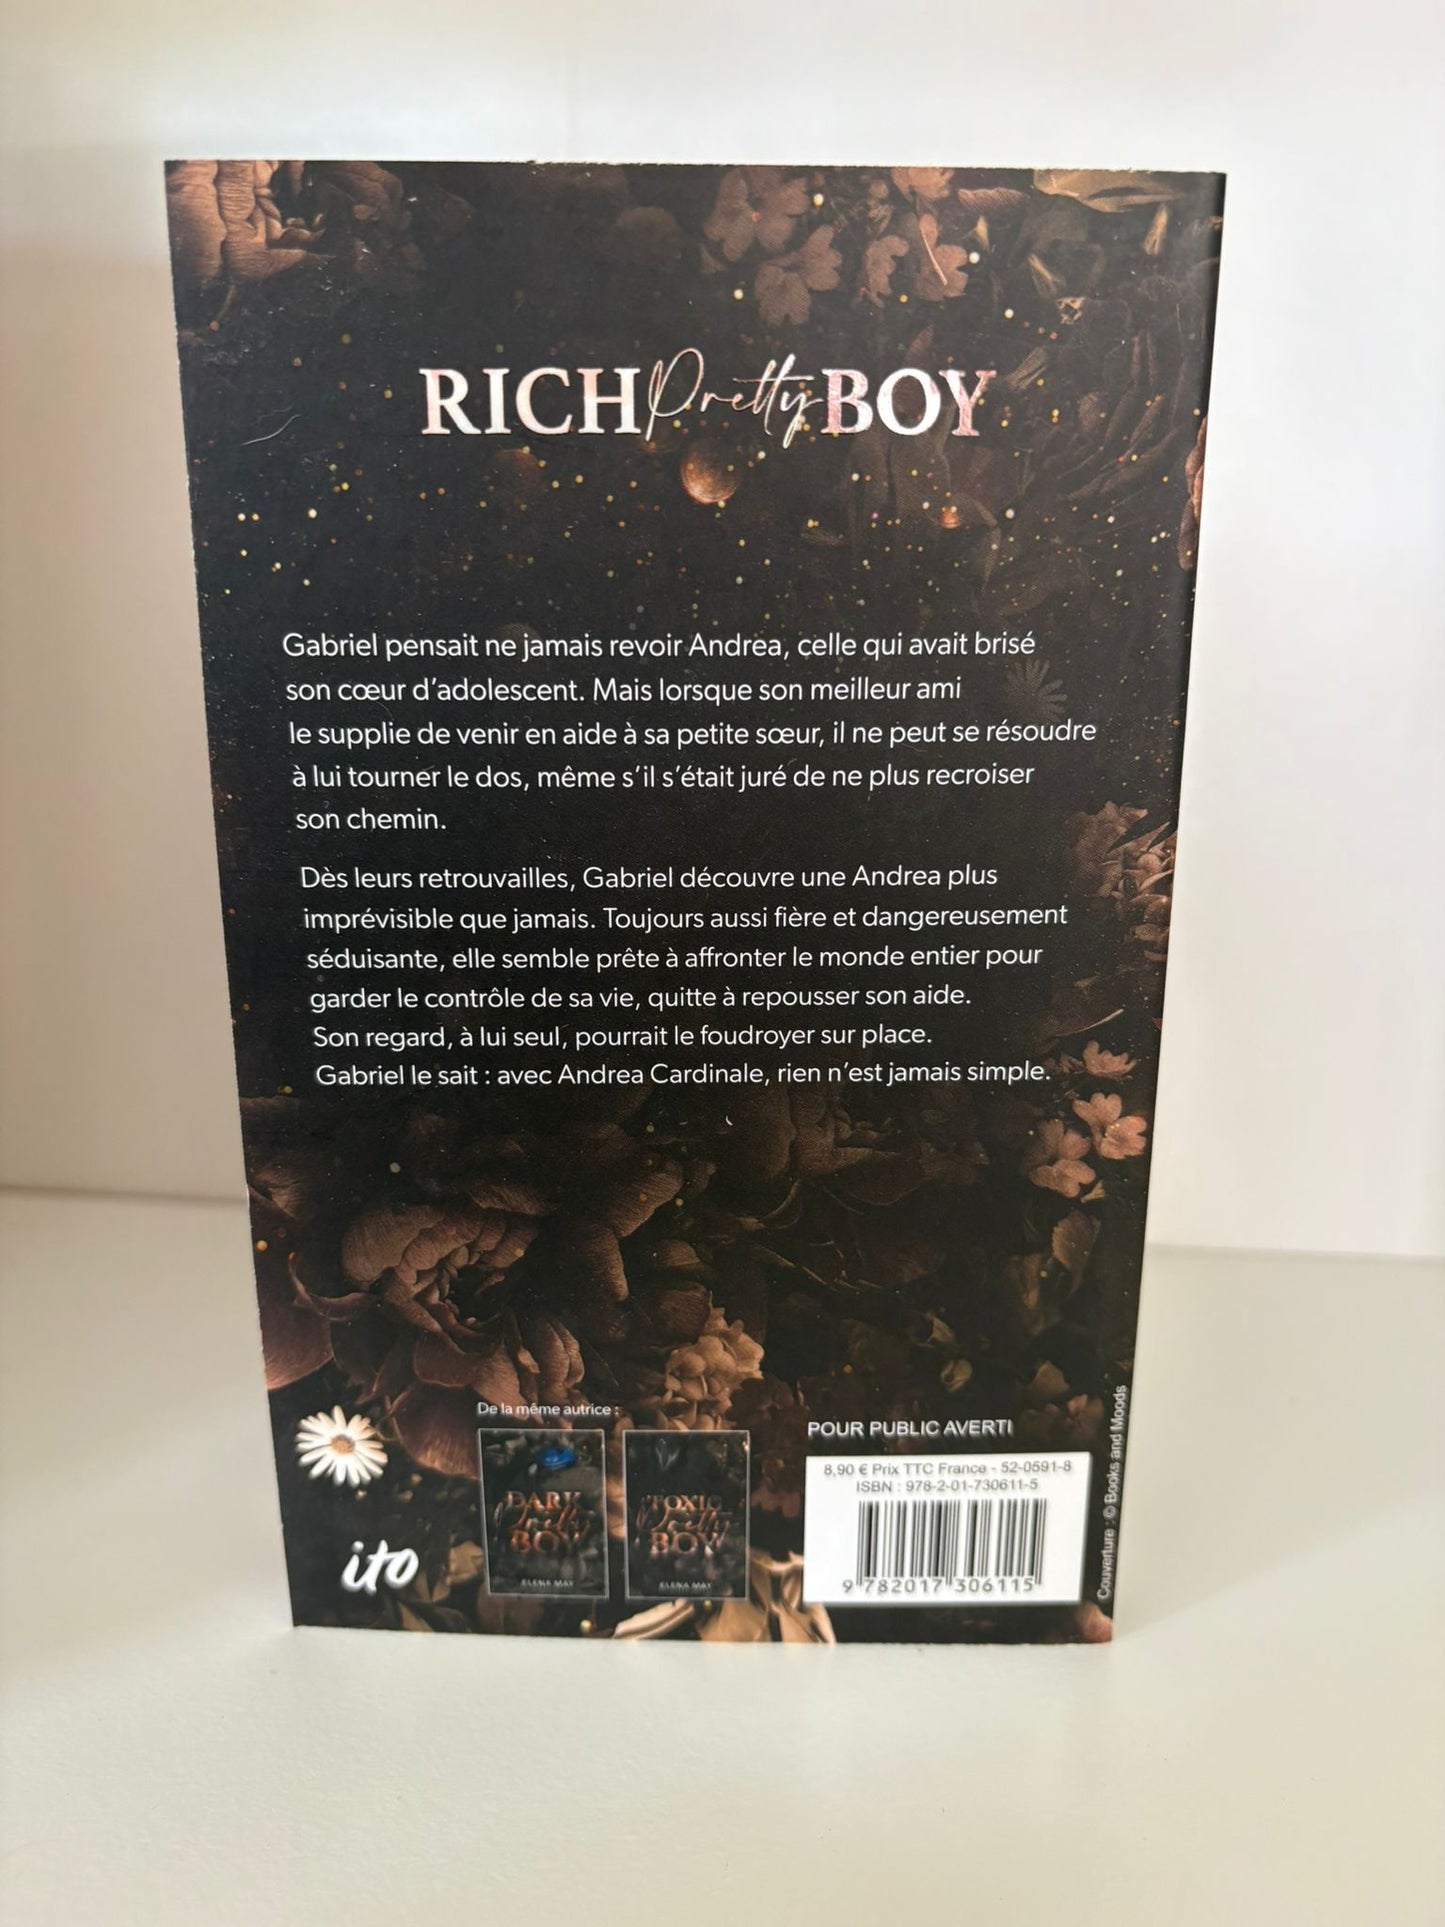 RICH Pretty BOY
Gabriel pensait ne jamais revoir Andrea, celle qui avait brisé
son cœur d’adolescent. Mais lorsque son meilleur ami
le supplie de venir en aide à sa petite sœur, il ne peut se résoudre
à lui tourner le dos, même s’il s’était juré de ne plus recroiser
son chemin.
Dès leurs retrouvailles, Gabriel découvre une Andrea plus
imprévisible que jamais. Toujours aussi fière et dangereusement
séduisante, elle semble prête à affronter le monde entier pour
garder le contrôle de sa vie, quitte à repousser son aide.
Son regard, à lui seul, pourrait le foudroyer sur place.
Gabriel le sait : avec Andrea Cardinale, rien n’est jamais simple.
De la même autrice :
DARK
Pretty
BOY
ELENA MAY
TOXIC
Pretty
BOY
ELENA MAY
ito
POUR PUBLIC AVERTI
8,90 € Prix TTC France - 52-0591-8
ISBN : 978-2-01-730611-5
9 782017 306115
Couverture : © Books and Moods